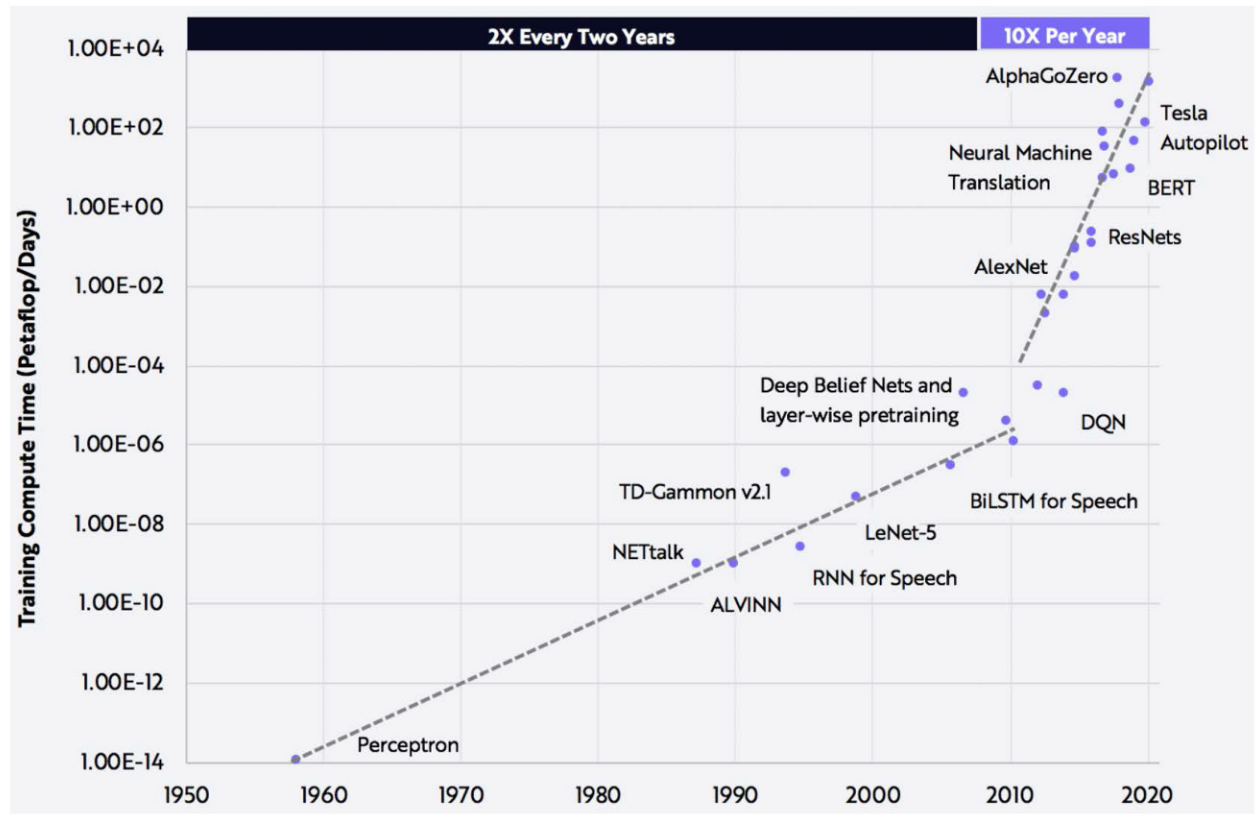 2X Every Two Years
10X Per Year
1.00E+04
1.00E+02
1.00E+00
1.00E-02
1.00E-04
1.00E-06
1.00E-08
1.00E-10
1.00E-12
1.00E-14
Training Compute Time (Petaflop/Days)
AlphaGoZero
Tesla
Autopilot
Neural Machine
Translation
BERT
ResNets
AlexNet
Deep Belief Nets and
layer-wise pretraining
DQN
TD-Gammon v2.1
BiLSTM for Speech
LeNet-5
NETtalk
RNN for Speech
ALVINN
Perceptron
1950
1960
1970
1980
1990
2000
2010
2020